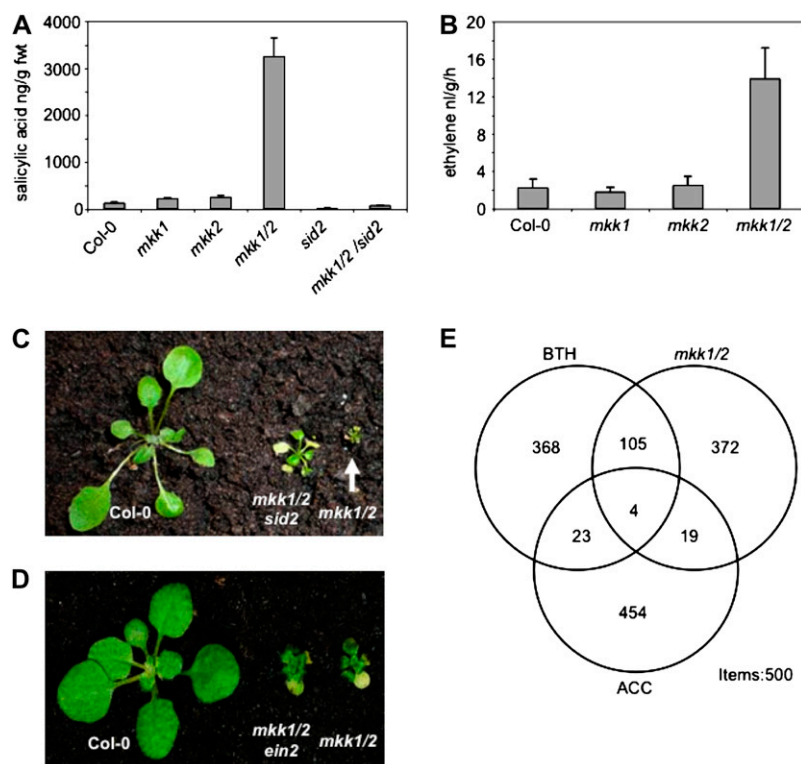 A
salicylic acid ng/g fwt
4000
3000
2000
1000
0
Col-0
mkk1
mkk2
mkk1/2
sid2
mkk1/2 /sid2
B
ethylene nl/g/h
20
16
12
8
4
0
Col-0
mkk1
mkk2
mkk1/2
C
Col-0
mkk1/2
sid2
mkk1/2
D
Col-0
mkk1/2
ein2
mkk1/2
E
BTH
mkk1/2
368
105
372
4
23
19
454
ACC
Items:500